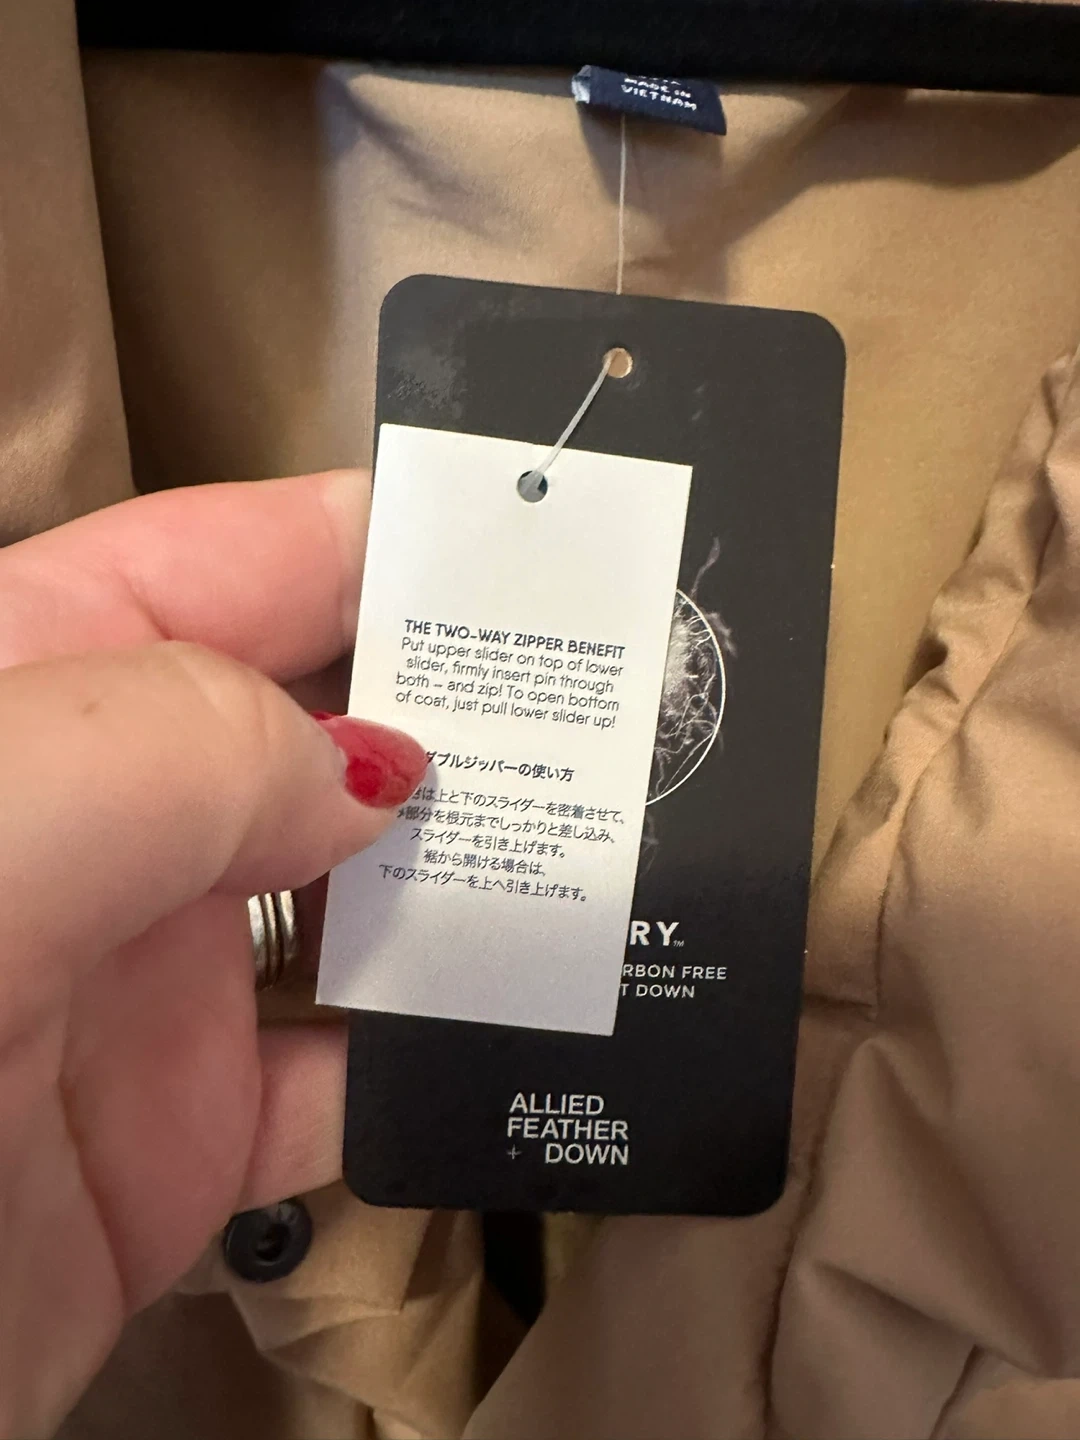 MADE IN
VIETNAM
THE TWO-WAY ZIPPER BENEFIT
Put upper slider on top of lower
slider, firmly insert pin through
both – and zip! To open bottom
of coat, just pull lower slider up!
ダブルジッパーの使い方
は上と下のスライダーを密着させて、
部分を根元までしっかりと差し込み、
スライダーを引き上げます。
裾から開ける場合は、
下のスライダーを上へ引き上げます。
RY™
RBON FREE
T DOWN
ALLIED
FEATHER
+ DOWN